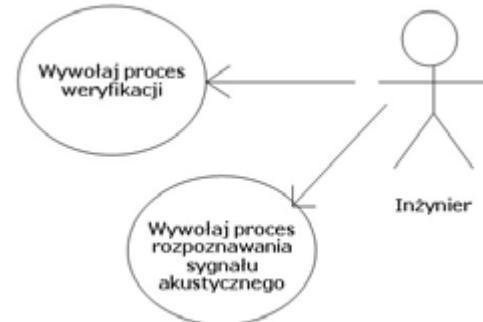 Wywołaj proces
weryfikacji
Inżynier
Wywołaj proces
rozpoznawania
sygnału
akustycznego